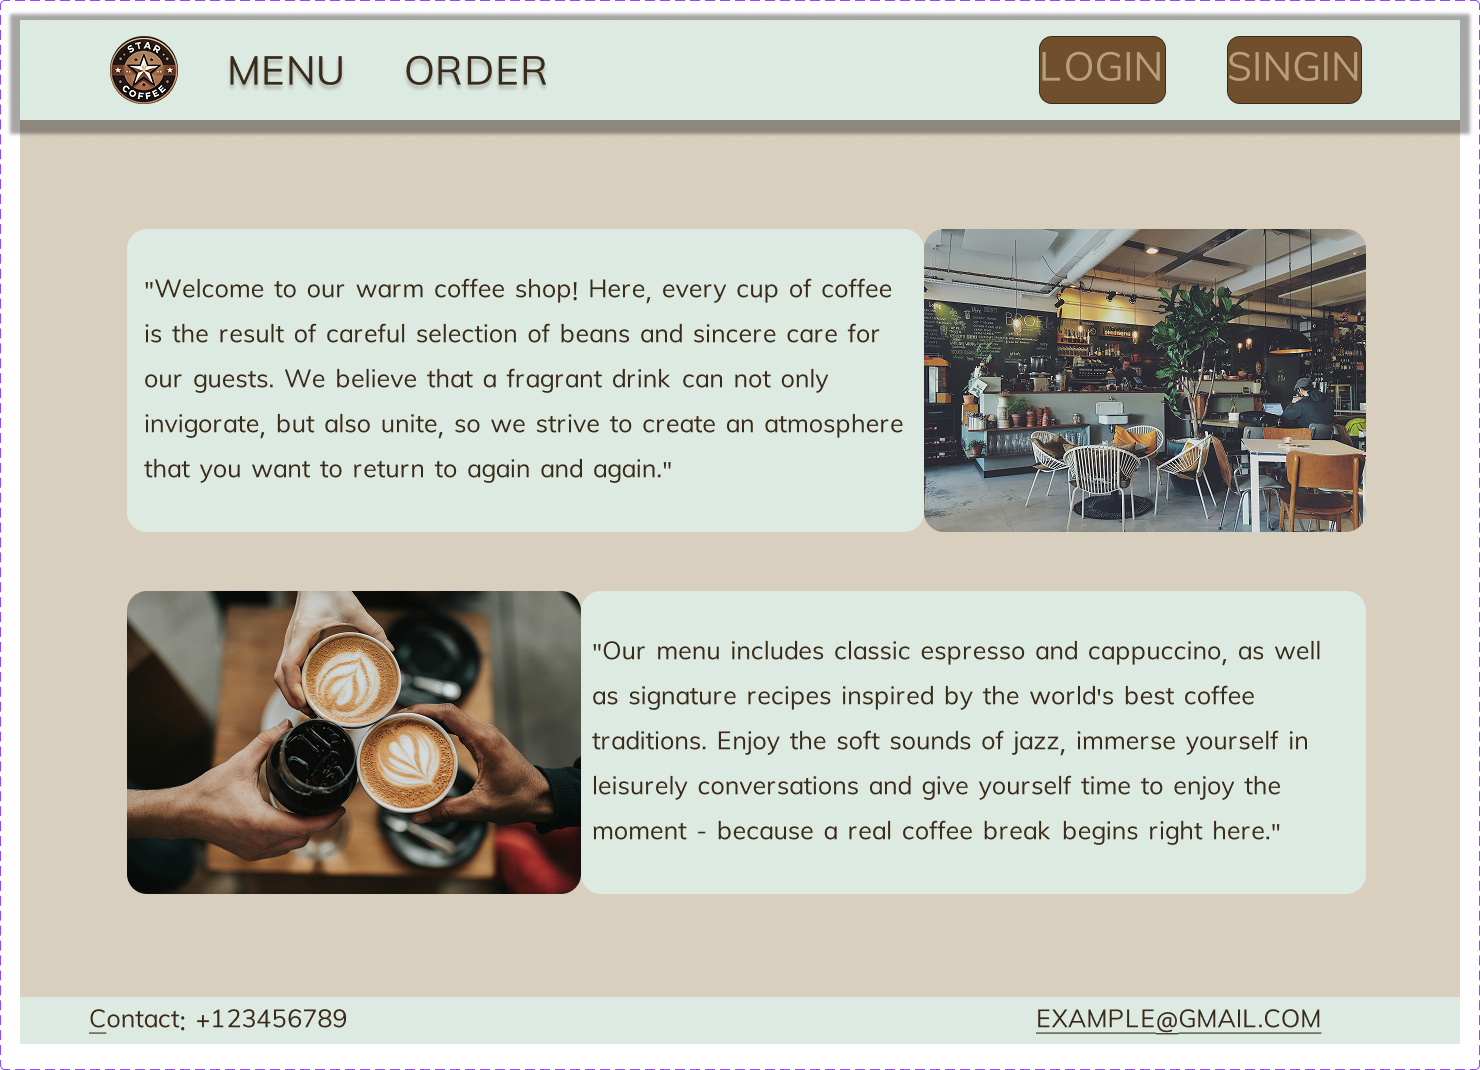 STAR
COFFEE
MENU
ORDER
LOGIN
SINGIN
"Welcome to our warm coffee shop! Here, every cup of coffee
is the result of careful selection of beans and sincere care for
our guests. We believe that a fragrant drink can not only
invigorate, but also unite, so we strive to create an atmosphere
that you want to return to again and again."
"Our menu includes classic espresso and cappuccino, as well
as signature recipes inspired by the world's best coffee
traditions. Enjoy the soft sounds of jazz, immerse yourself in
leisurely conversations and give yourself time to enjoy the
moment - because a real coffee break begins right here."
Contact: +123456789
EXAMPLE@GMAIL.COM